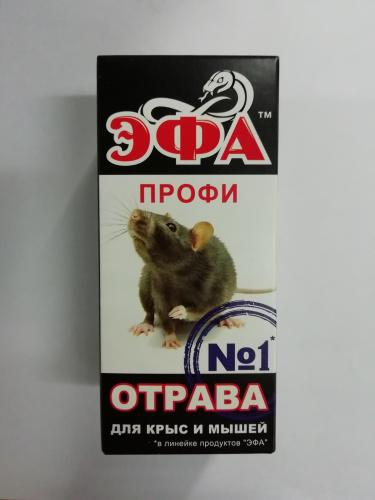 ЭФА™
ПРОФИ
№1*
ОТРАВА
ДЛЯ КРЫС И МЫШЕЙ
*в линейке продуктов "ЭФА"